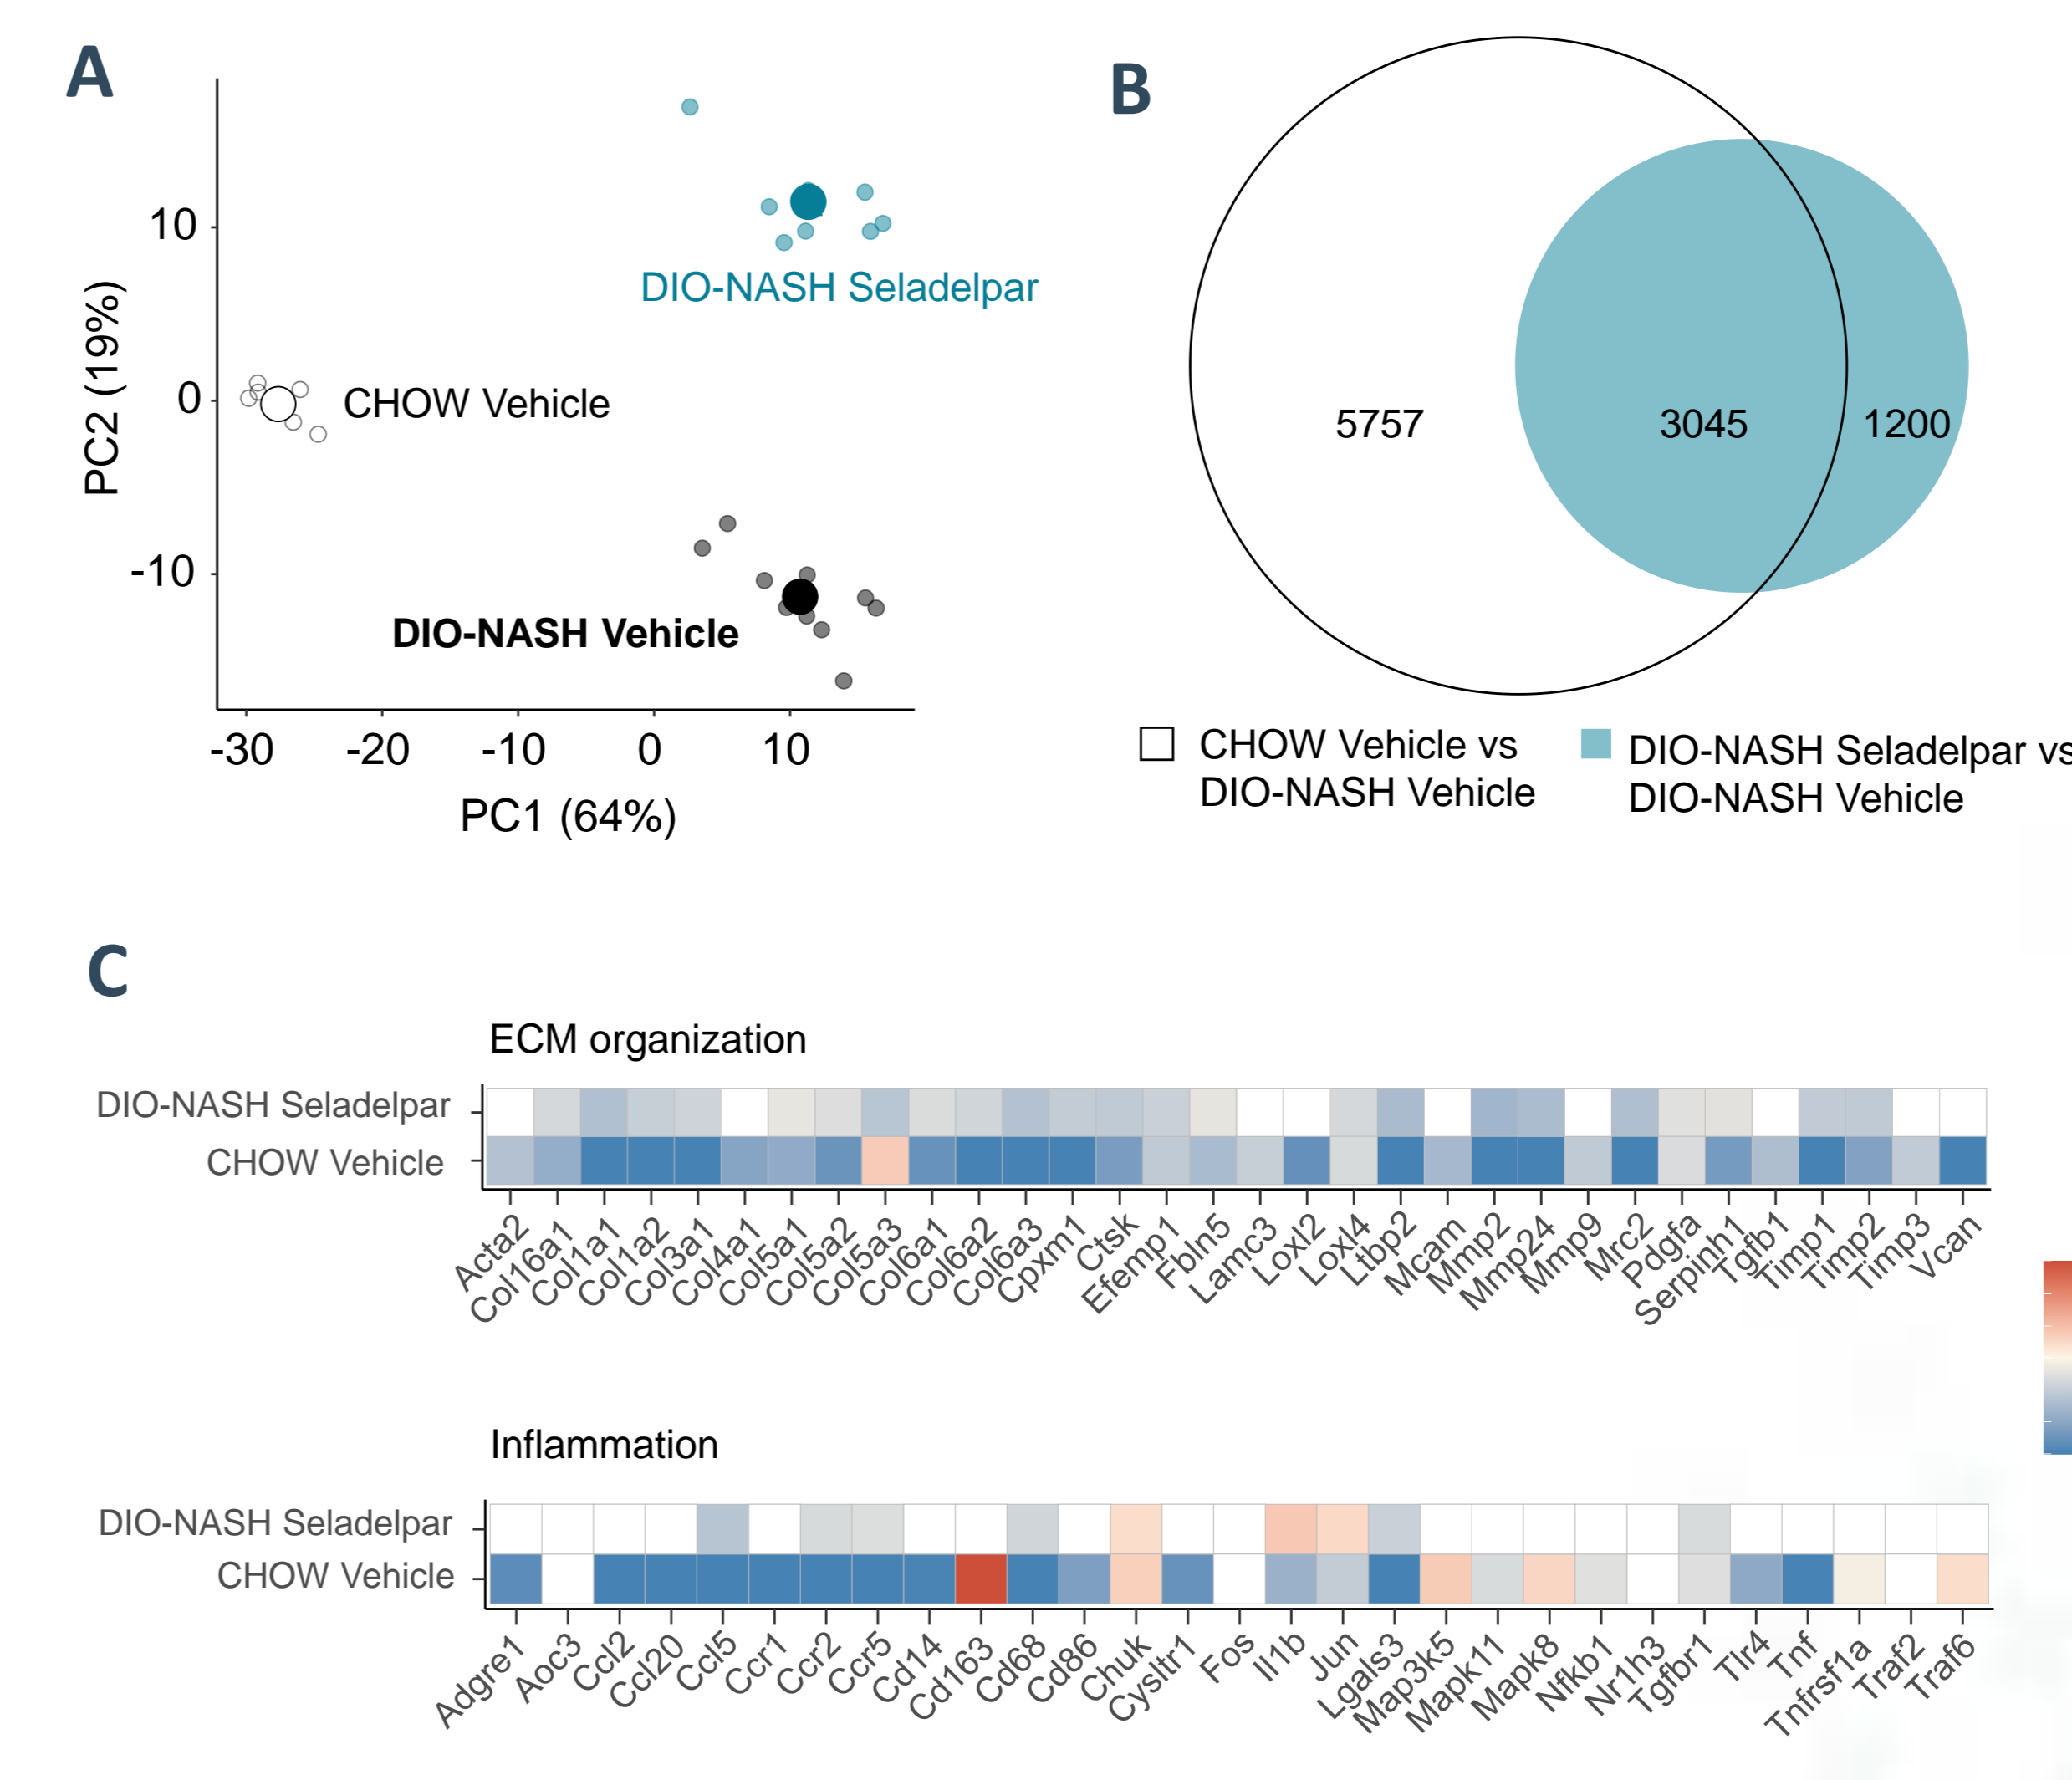 A
B
10
0
-10
PC2 (19%)
DIO-NASH Seladelpar
CHOW Vehicle
DIO-NASH Vehicle
-30 -20 -10 0 10
PC1 (64%)
5757 3045 1200
CHOW Vehicle vs
DIO-NASH Vehicle
DIO-NASH Seladelpar vs
DIO-NASH Vehicle
C
ECM organization
DIO-NASH Seladelpar
CHOW Vehicle
Acta2 Col16a1 Col1a1 Col1a2 Col3a1 Col4a1 Col5a1 Col5a2 Col5a3 Col6a1 Col6a2 Col6a3 Cpxm1 Ctsk Efemp1 Fbln5 Lamc3 Loxl2 Loxl4 Ltbp2 Mcam Mmp2 Mmp24 Mmp9 Mrc2 Pdgfa Serpinh1 Tgfb1 Timp1 Timp2 Timp3 Vcan
Inflammation
DIO-NASH Seladelpar
CHOW Vehicle
Adgre1 Aoc3 Ccl2 Ccl20 Ccl5 Ccr1 Ccr2 Ccr5 Cd14 Cd163 Cd68 Cd86 Chuk Cysltr1 Fos Il1b Jun Lgals3 Map3k5 Mapk11 Mapk8 Nfkb1 Nr1h3 Tgfbr1 Tlr4 Tnf Tnfrsf1a Traf2 Traf6